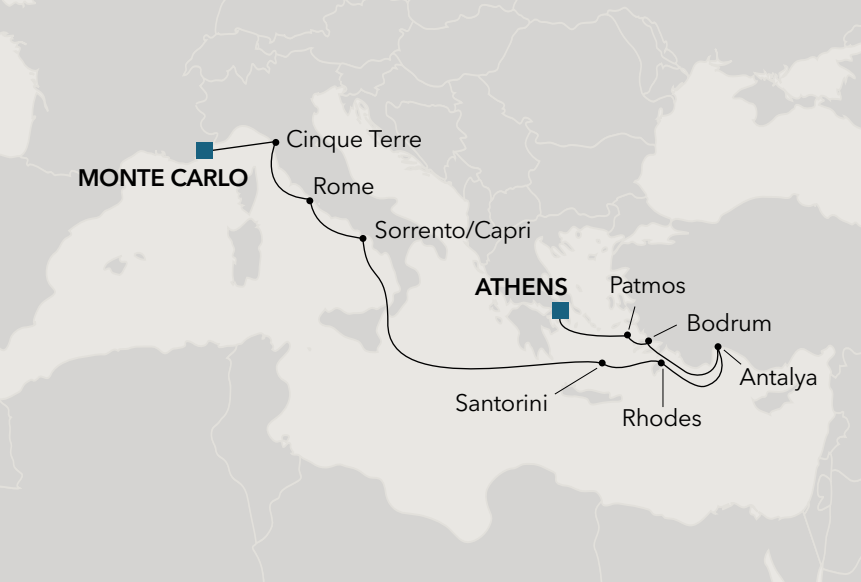 Cinque Terre
MONTE CARLO
Rome
Sorrento/Capri
ATHENS
Patmos
Bodrum
Antalya
Santorini
Rhodes